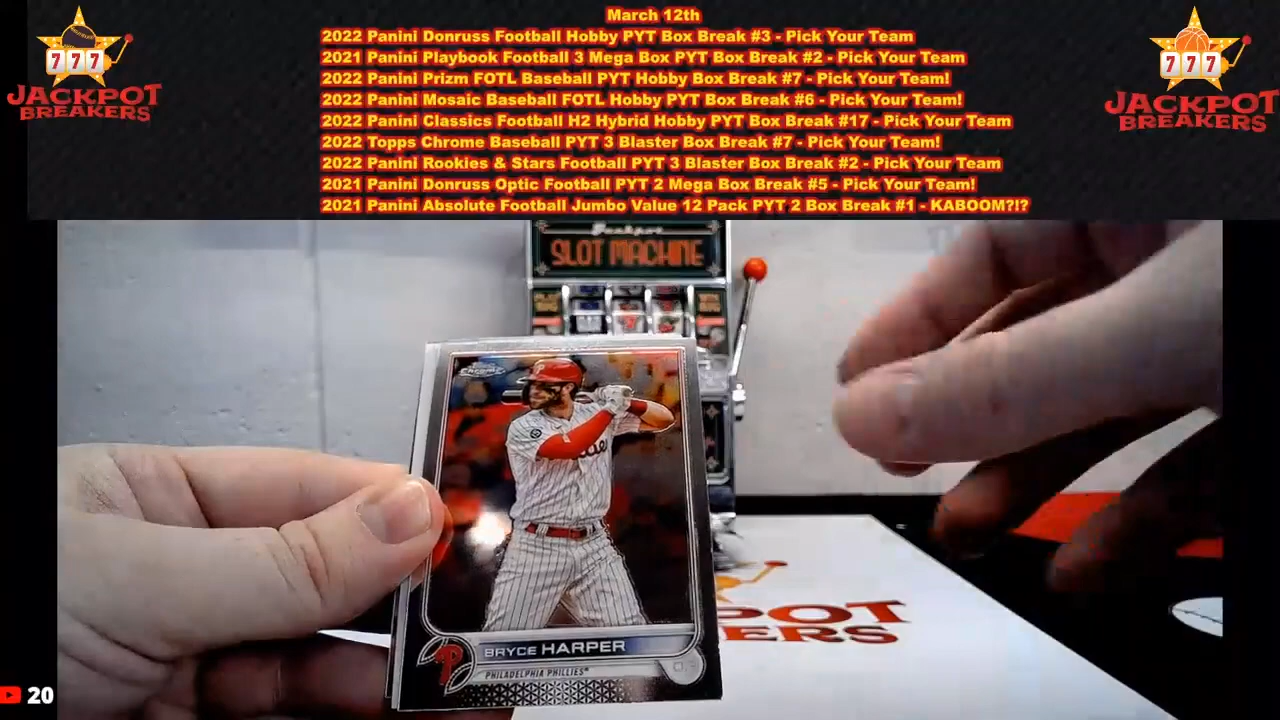 March 12th
2022 Panini Donruss Football Hobby PYT Box Break #3 - Pick Your Team
2021 Panini Playbook Football 3 Mega Box PYT Box Break #2 - Pick Your Team
2022 Panini Prizm FOTL Baseball PYT Hobby Box Break #7 - Pick Your Team!
2022 Panini Mosaic Baseball FOTL Hobby PYT Box Break #6 - Pick Your Team!
2022 Panini Classics Football H2 Hybrid Hobby PYT Box Break #17 - Pick Your Team
2022 Topps Chrome Baseball PYT 3 Blaster Box Break #7 - Pick Your Team!
2022 Panini Rookies & Stars Football PYT 3 Blaster Box Break #2 - Pick Your Team
2021 Panini Donruss Optic Football PYT 2 Mega Box Break #5 - Pick Your Team!
2021 Panini Absolute Football Jumbo Value 12 Pack PYT 2 Box Break #1 - KABOOM?!?
777
JACKPOT
BREAKERS
777
JACKPOT
BREAKERS
Jackpot
SLOT MACHINE
CHROME
P
BRYCE HARPER
PHILADELPHIA PHILLIES
POT
ERS
20